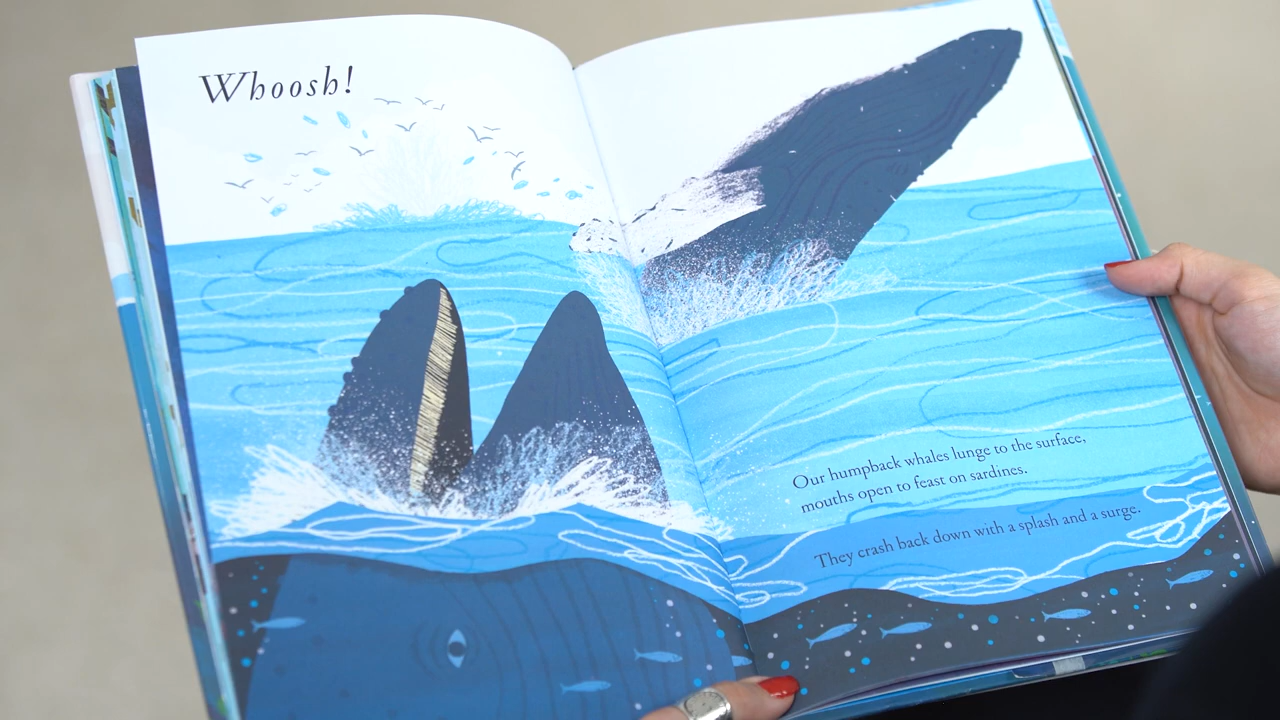 Whoosh!
Our humpback whales lunge to the surface,
mouths open to feast on sardines.
They crash back down with a splash and a surge.